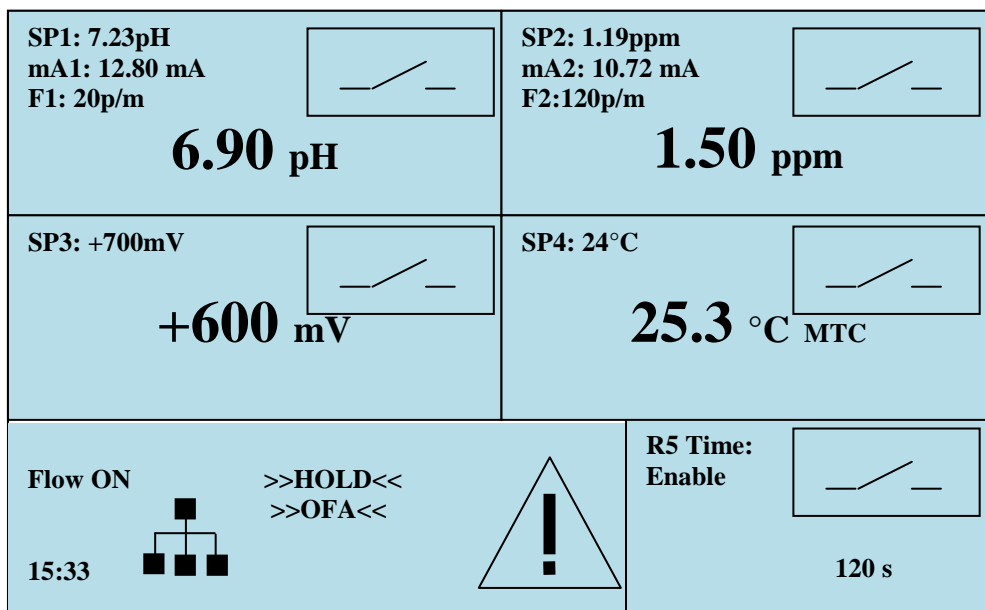 SP1: 7.23pH
mA1: 12.80 mA
F1: 20p/m
6.90 pH
SP2: 1.19ppm
mA2: 10.72 mA
F2:120p/m
1.50 ppm
SP3: +700mV
+600 mV
SP4: 24°C
25.3 °C MTC
Flow ON
>>HOLD<<
>>OFA<<
15:33
!
R5 Time:
Enable
120 s